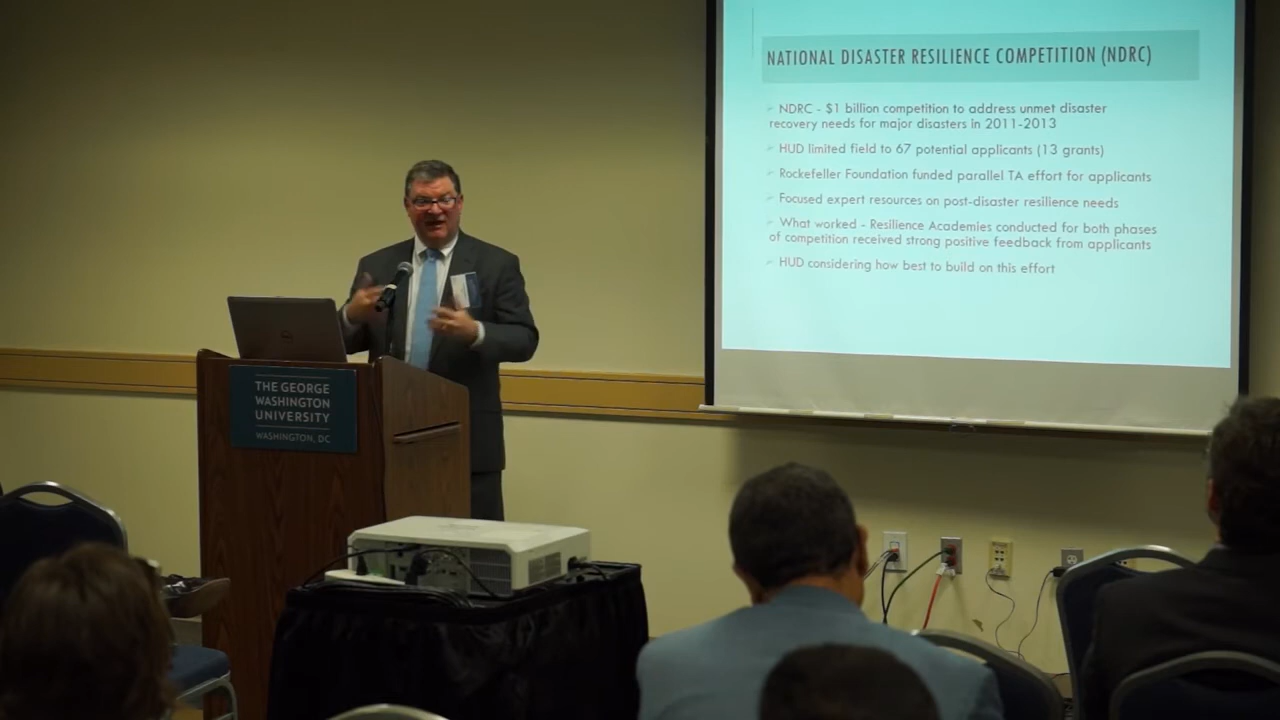 NATIONAL DISASTER RESILIENCE COMPETITION (NDRC)
NDRC - $1 billion competition to address unmet disaster
recovery needs for major disasters in 2011-2013
HUD limited field to 67 potential applicants (13 grants)
Rockefeller Foundation funded parallel TA effort for applicants
Focused expert resources on post-disaster resilience needs
What worked - Resilience Academies conducted for both phases
of competition received strong positive feedback from applicants
HUD considering how best to build on this effort
THE GEORGE
WASHINGTON
UNIVERSITY
WASHINGTON, DC